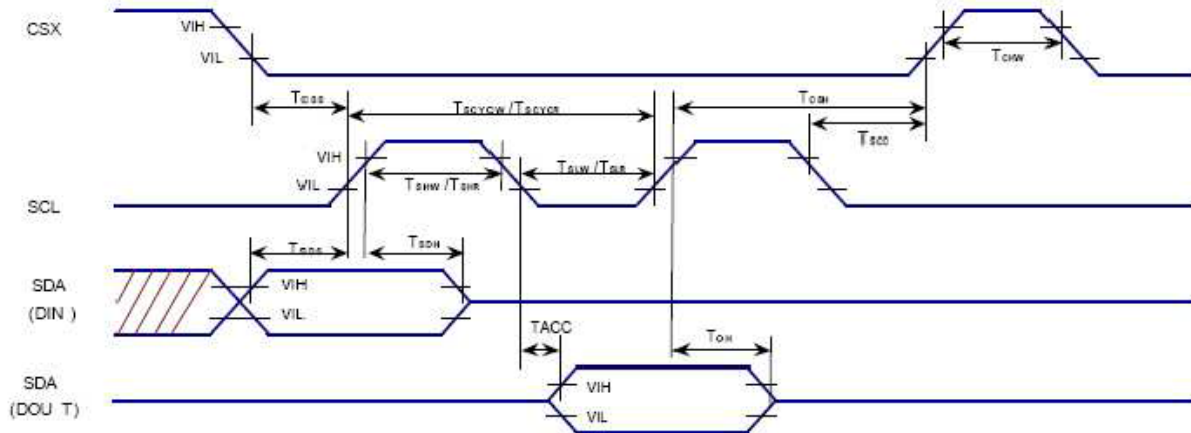 CSX
VIH
VIL
TCHW
TCSS
TSCYCW /TSCYCR
TCSH
TSCC
VIH
VIL
TSHW /TSHR
TSLW /TSLR
SCL
TSDS
TSDH
SDA
(DIN )
VIH
VIL
TACC
TOH
SDA
(DOU T)
VIH
VIL